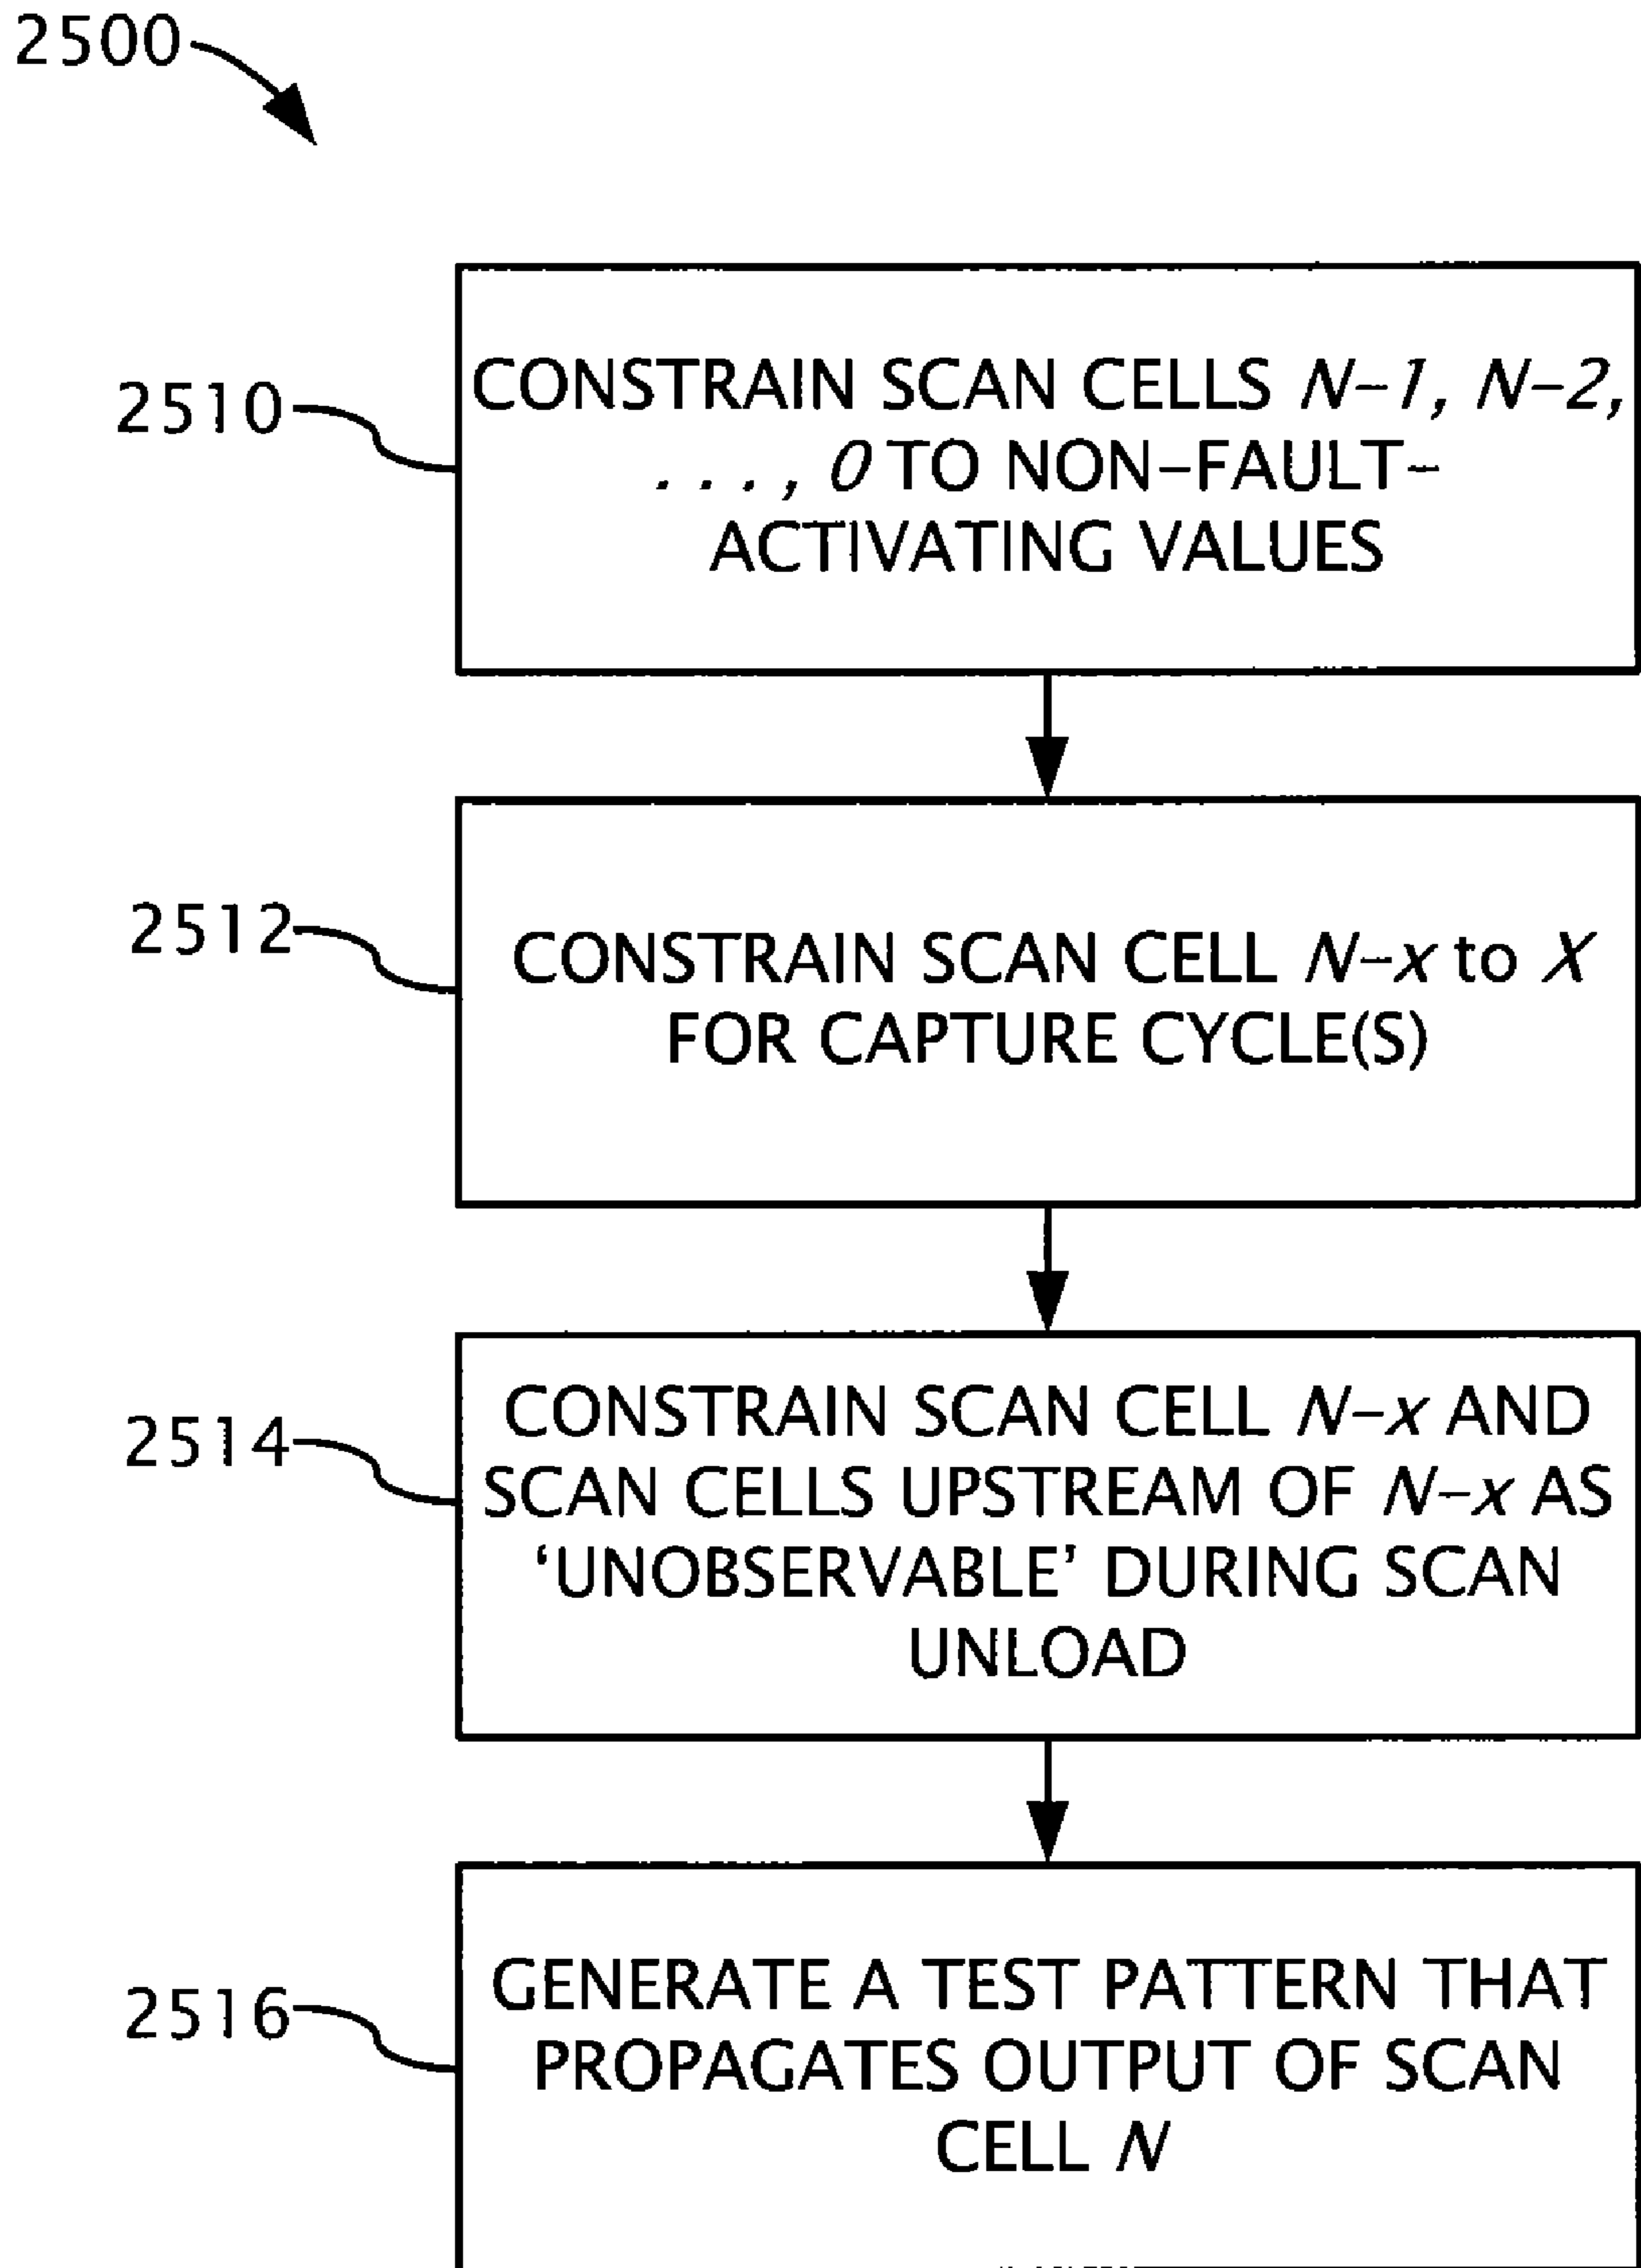 2500
2510
CONSTRAIN SCAN CELLS N-1, N-2,
. . . , 0 TO NON-FAULT-
ACTIVATING VALUES
2512
CONSTRAIN SCAN CELL N-x to X
FOR CAPTURE CYCLE(S)
2514
CONSTRAIN SCAN CELL N-x AND
SCAN CELLS UPSTREAM OF N-x AS
‘UNOBSERVABLE’ DURING SCAN
UNLOAD
2516
GENERATE A TEST PATTERN THAT
PROPAGATES OUTPUT OF SCAN
CELL N